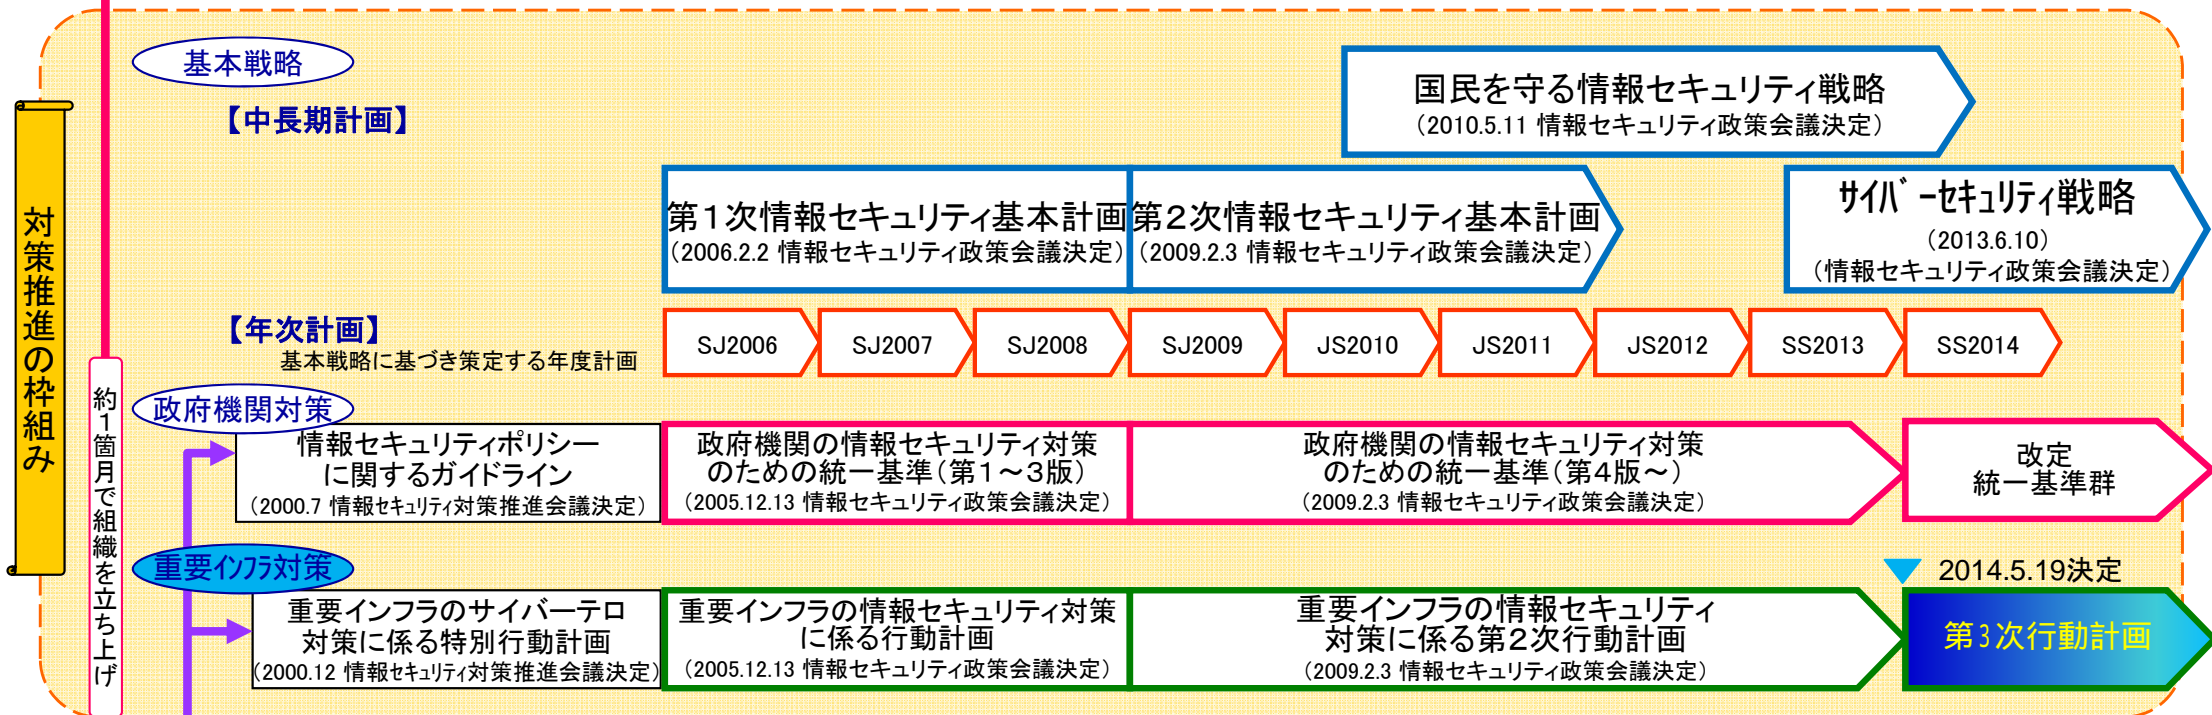 対策推進の枠組み
約1箇月で組織を立ち上げ
基本戦略
【中長期計画】
国民を守る情報セキュリティ戦略
（2010.5.11 情報セキュリティ政策会議決定）
第1次情報セキュリティ基本計画
（2006.2.2 情報セキュリティ政策会議決定）
第2次情報セキュリティ基本計画
（2009.2.3 情報セキュリティ政策会議決定）
サイバーセキュリティ戦略
（2013.6.10）
（情報セキュリティ政策会議決定）
【年次計画】
基本戦略に基づき策定する年度計画
SJ2006
SJ2007
SJ2008
SJ2009
JS2010
JS2011
JS2012
SS2013
SS2014
政府機関対策
情報セキュリティポリシー
に関するガイドライン
（2000.7 情報セキュリティ対策推進会議決定）
政府機関の情報セキュリティ対策
のための統一基準（第1～3版）
（2005.12.13 情報セキュリティ政策会議決定）
政府機関の情報セキュリティ対策
のための統一基準（第4版～）
（2009.2.3 情報セキュリティ政策会議決定）
改定
統一基準群
重要インフラ対策
重要インフラのサイバーテロ
対策に係る特別行動計画
（2000.12 情報セキュリティ対策推進会議決定）
重要インフラの情報セキュリティ対策
に係る行動計画
（2005.12.13 情報セキュリティ政策会議決定）
重要インフラの情報セキュリティ
対策に係る第2次行動計画
（2009.2.3 情報セキュリティ政策会議決定）
2014.5.19決定
第3次行動計画